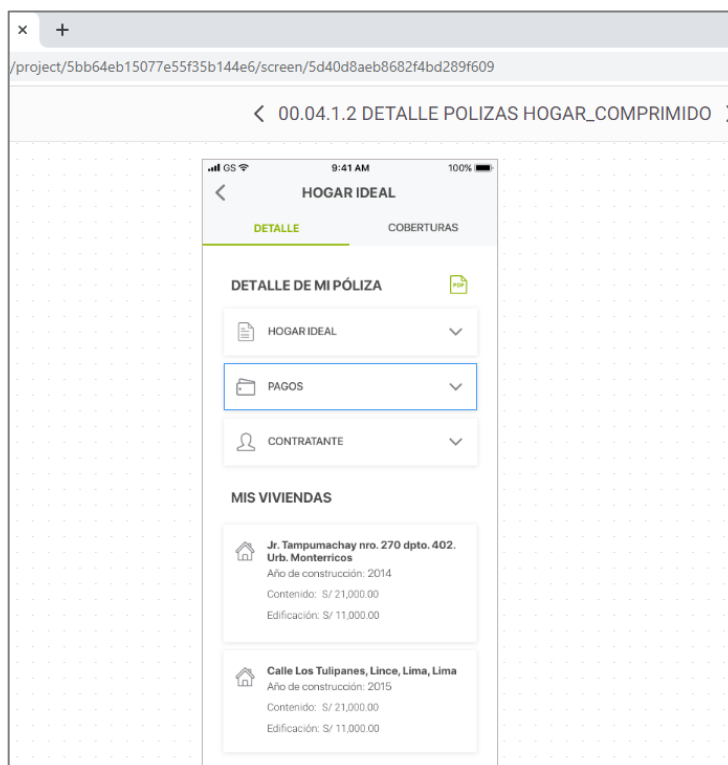 /project/5bb64eb15077e55f35b144e6/screen/5d40d8aeb8682f4bd289f609
00.04.1.2 DETALLE POLIZAS HOGAR_COMPRIMIDO
GS 9:41 AM 100%
HOGAR IDEAL
DETALLE COBERTURAS
DETALLE DE MI PÓLIZA PDF
HOGAR IDEAL
PAGOS
CONTRATANTE
MIS VIVIENDAS
Jr. Tampumachay nro. 270 dpto. 402.
Urb. Monterricos
Año de construcción: 2014
Contenido: S/ 21,000.00
Edificación: S/ 11,000.00
Calle Los Tulipanes, Lince, Lima, Lima
Año de construcción: 2015
Contenido: S/ 21,000.00
Edificación: S/ 11,000.00